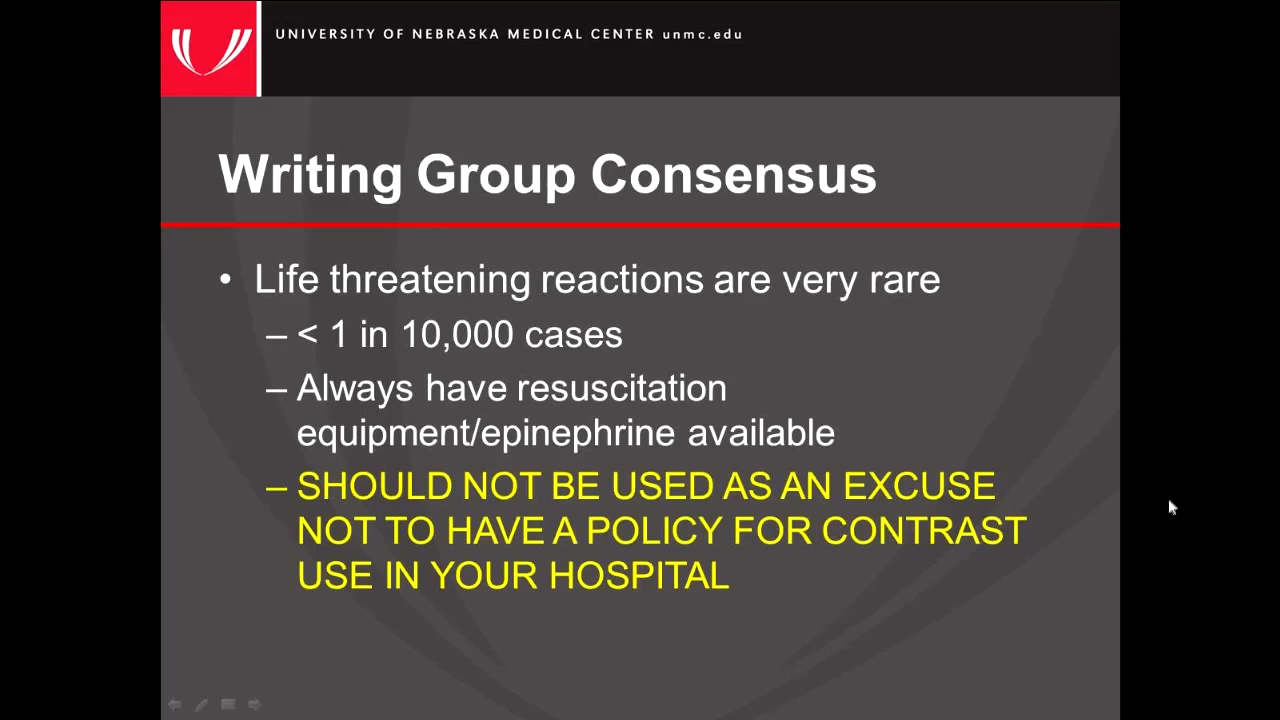 UNIVERSITY OF NEBRASKA MEDICAL CENTER unmc.edu
Writing Group Consensus
• Life threatening reactions are very rare
– < 1 in 10,000 cases
– Always have resuscitation
equipment/epinephrine available
– SHOULD NOT BE USED AS AN EXCUSE
NOT TO HAVE A POLICY FOR CONTRAST
USE IN YOUR HOSPITAL